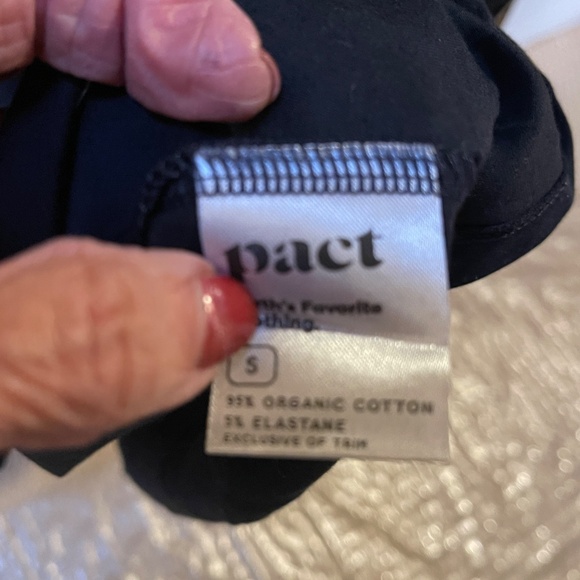 pact
Favorite
S
95% ORGANIC COTTON
5% ELASTANE
EXCLUSIVE OF TRIM